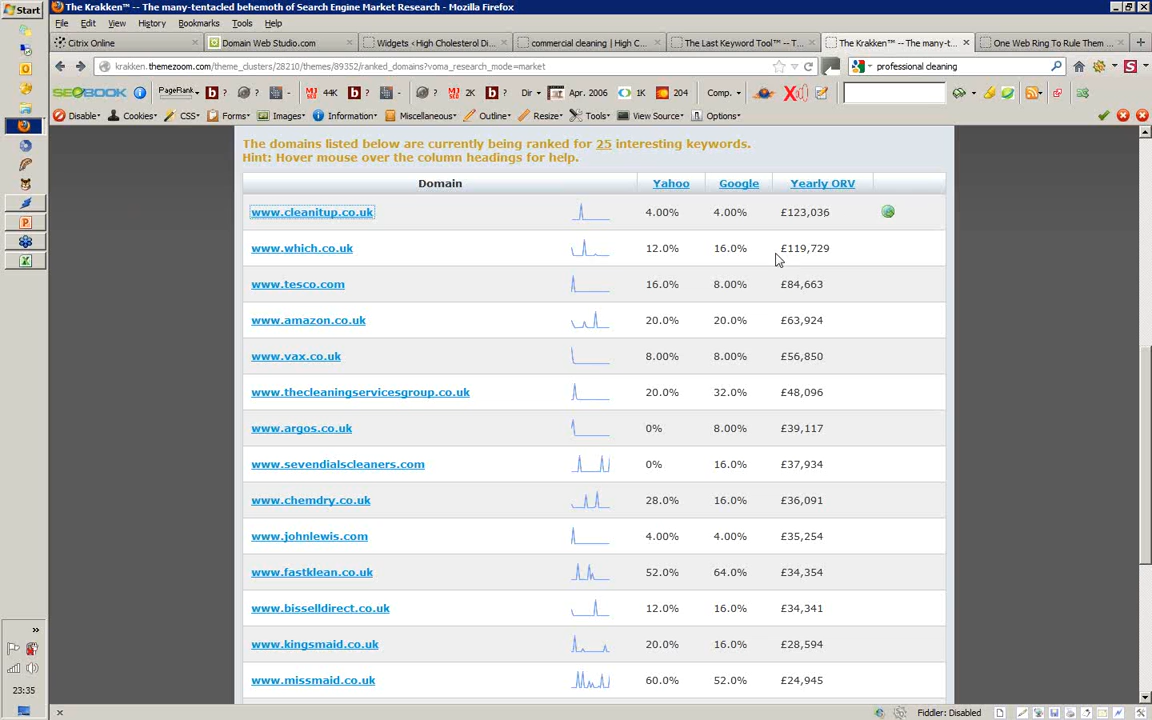 Start
The Krakken™ -- The many-tentacled behemoth of Search Engine Market Research - Mozilla Firefox
File Edit View History Bookmarks Tools Help
Citrix Online
Domain Web Studio.com
Widgets < High Cholesterol Di...
commercial cleaning | High C...
The Last Keyword Tool™ -- T...
The Krakken™ -- The many-t...
One Web Ring To Rule Them ...
krakken.themezoom.com/theme_clusters/28210/themes/89352/ranked_domains?voma_research_mode=market
professional cleaning
SEOBOOK PageRank ? ? - 44K ? ? 2K ? Dir Apr. 2006 1K 204 Comp.
Disable Cookies CSS Forms Images Information Miscellaneous Outline Resize Tools View Source Options
The domains listed below are currently being ranked for 25 interesting keywords.
Hint: Hover mouse over the column headings for help.
Domain Yahoo Google Yearly ORV
www.cleanitup.co.uk 4.00% 4.00% £123,036
www.which.co.uk 12.0% 16.0% £119,729
www.tesco.com 16.0% 8.00% £84,663
www.amazon.co.uk 20.0% 20.0% £63,924
www.vax.co.uk 8.00% 8.00% £56,850
www.thecleaningservicesgroup.co.uk 20.0% 32.0% £48,096
www.argos.co.uk 0% 8.00% £39,117
www.sevendialscleaners.com 0% 16.0% £37,934
www.chemdry.co.uk 28.0% 16.0% £36,091
www.johnlewis.com 4.00% 4.00% £35,254
www.fastklean.co.uk 52.0% 64.0% £34,354
www.bisselldirect.co.uk 12.0% 16.0% £34,341
www.kingsmaid.co.uk 20.0% 16.0% £28,594
www.missmaid.co.uk 60.0% 52.0% £24,945
23:35
Fiddler: Disabled